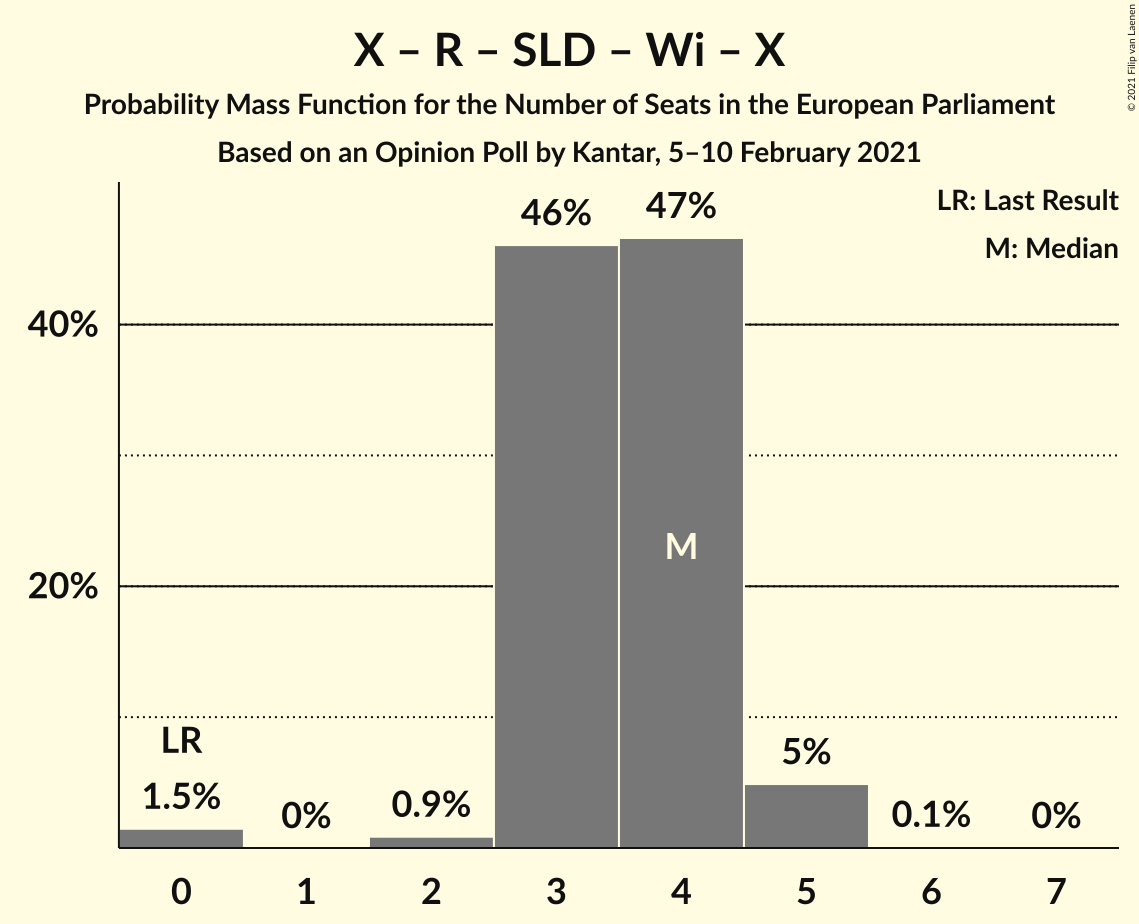 X – R – SLD – Wi – X
Probability Mass Function for the Number of Seats in the European Parliament
Based on an Opinion Poll by Kantar, 5–10 February 2021
© 2021 Filip van Laenen
LR: Last Result
M: Median
46%
47%
40%
M
20%
LR
1.5%
0%
0.9%
5%
0.1%
0%
0
1
2
3
4
5
6
7